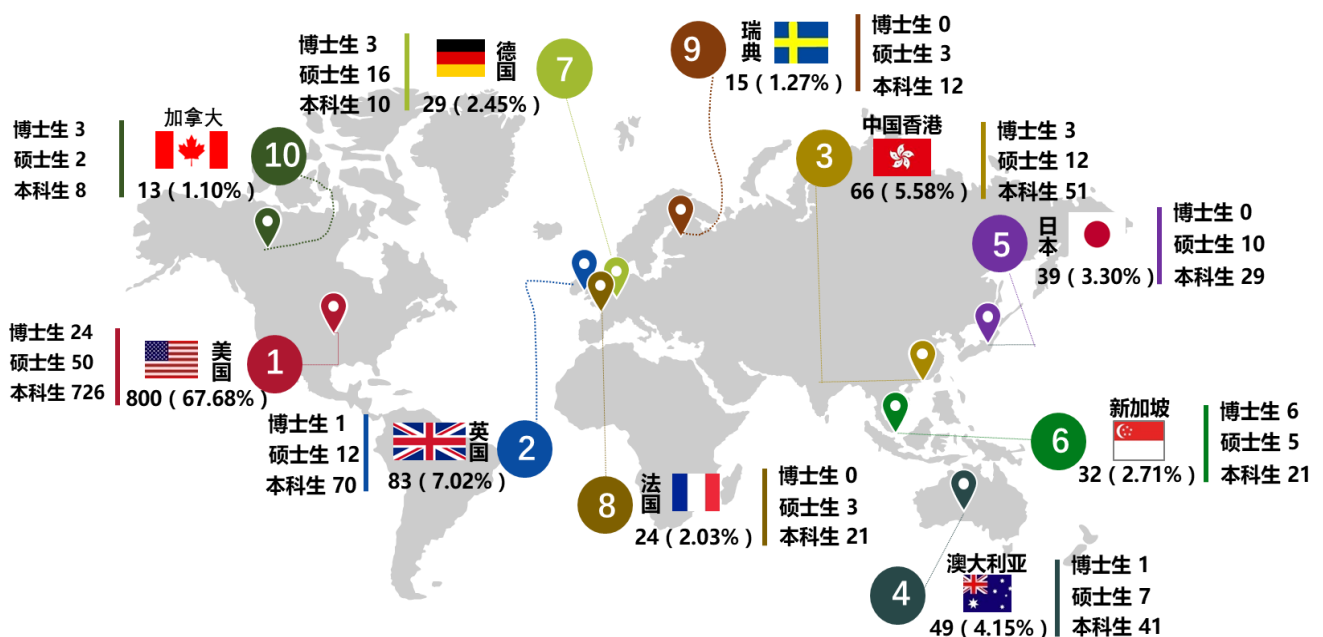 博士生 3
硕士生 16
本科生 10
德国
29 ( 2.45% )
7
9
瑞典
15 ( 1.27% )
博士生 0
硕士生 3
本科生 12
博士生 3
硕士生 2
本科生 8
加拿大
13 ( 1.10% )
10
3
中国香港
66 ( 5.58% )
博士生 3
硕士生 12
本科生 51
5
日本
39 ( 3.30% )
博士生 0
硕士生 10
本科生 29
博士生 24
硕士生 50
本科生 726
美国
800 ( 67.68% )
1
博士生 1
硕士生 12
本科生 70
英国
83 ( 7.02% )
2
8
法国
24 ( 2.03% )
博士生 0
硕士生 3
本科生 21
6
新加坡
32 ( 2.71% )
博士生 6
硕士生 5
本科生 21
4
澳大利亚
49 ( 4.15% )
博士生 1
硕士生 7
本科生 41